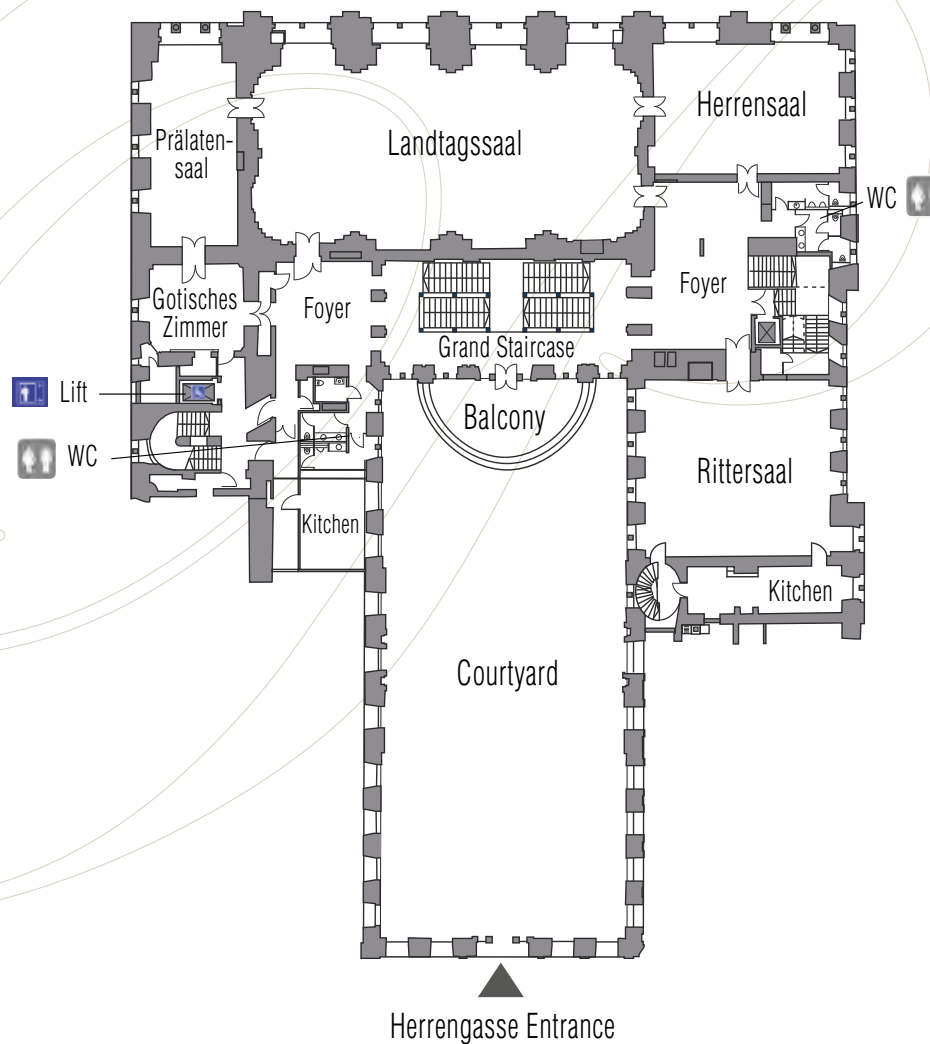 Herrensaal
Landtagssaal
Prälaten-
saal
WC
Foyer
Gotisches
Zimmer
Foyer
Grand Staircase
Lift
Balcony
WC
Rittersaal
Kitchen
Kitchen
Courtyard
Herrengasse Entrance